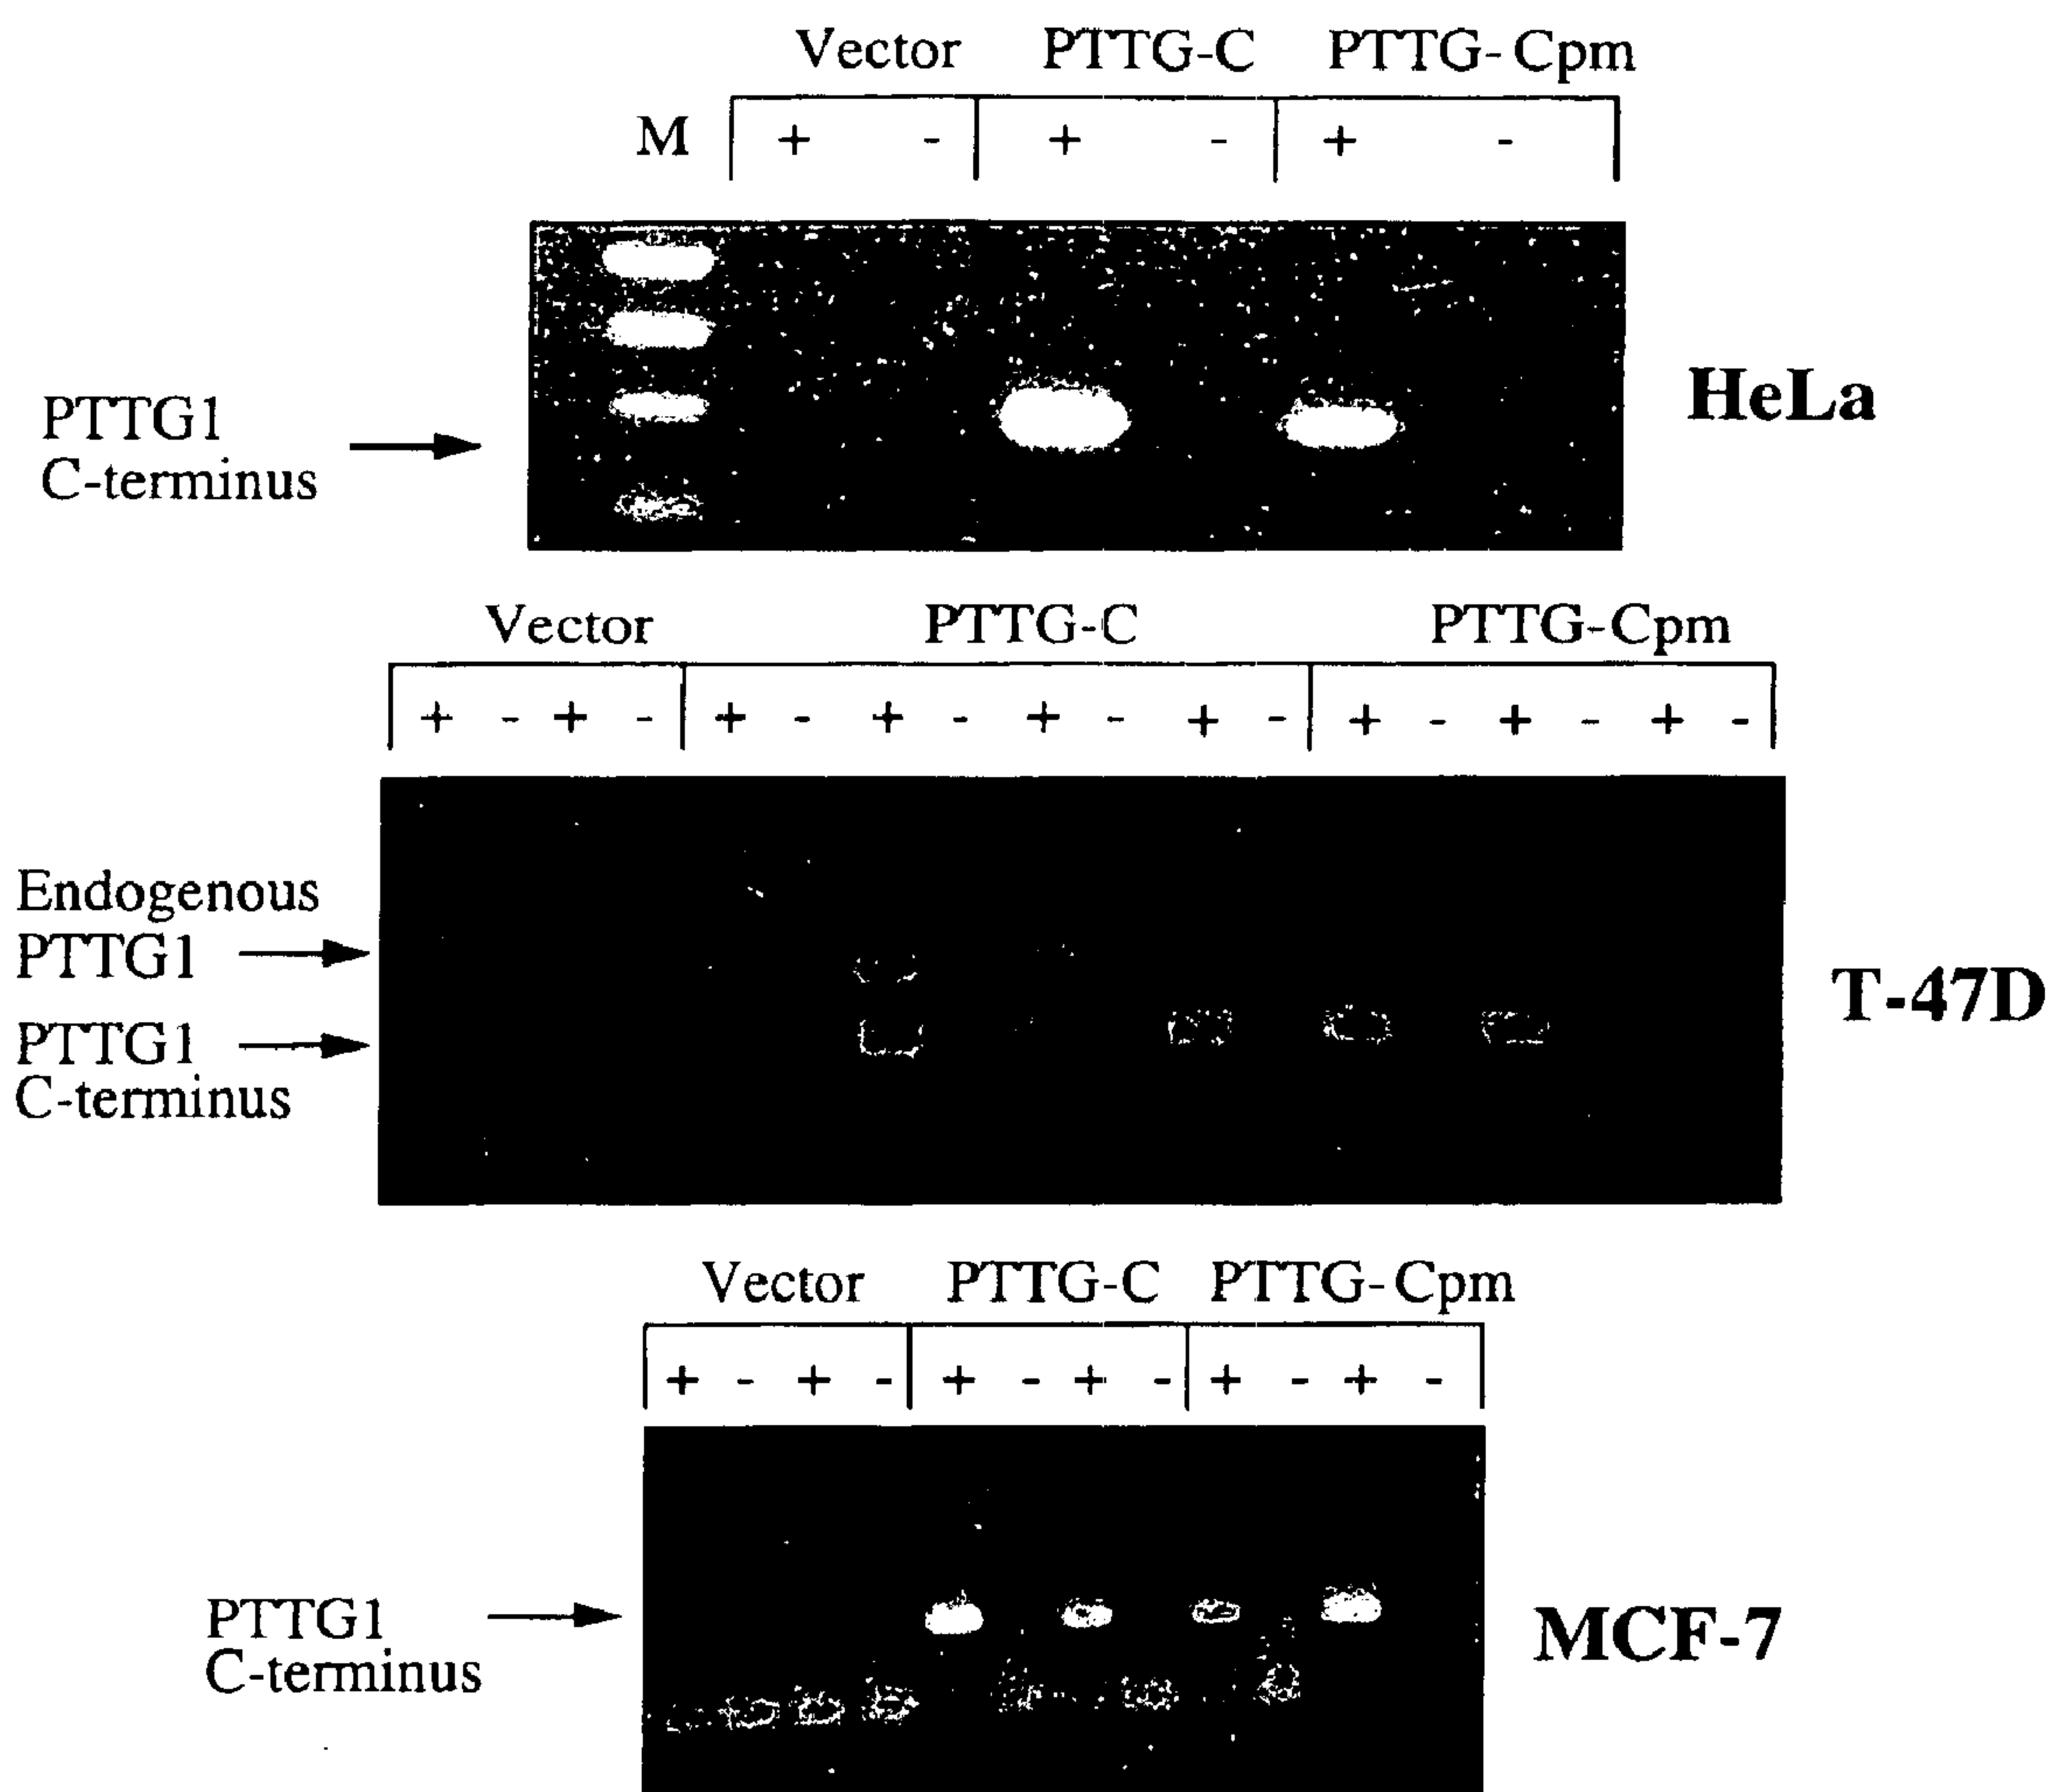 Vector PTTG-C PTTG-Cpm
M + - + - + -
PTTG1
C-terminus
HeLa
Vector PTTG-C PTTG-Cpm
+ - + - + - + - + - + - + - + - + -
Endogenous
PTTG1
PTTG1
C-terminus
T-47D
Vector PTTG-C PTTG-Cpm
+ - + - + - + - + - + -
PTTG1
C-terminus
MCF-7